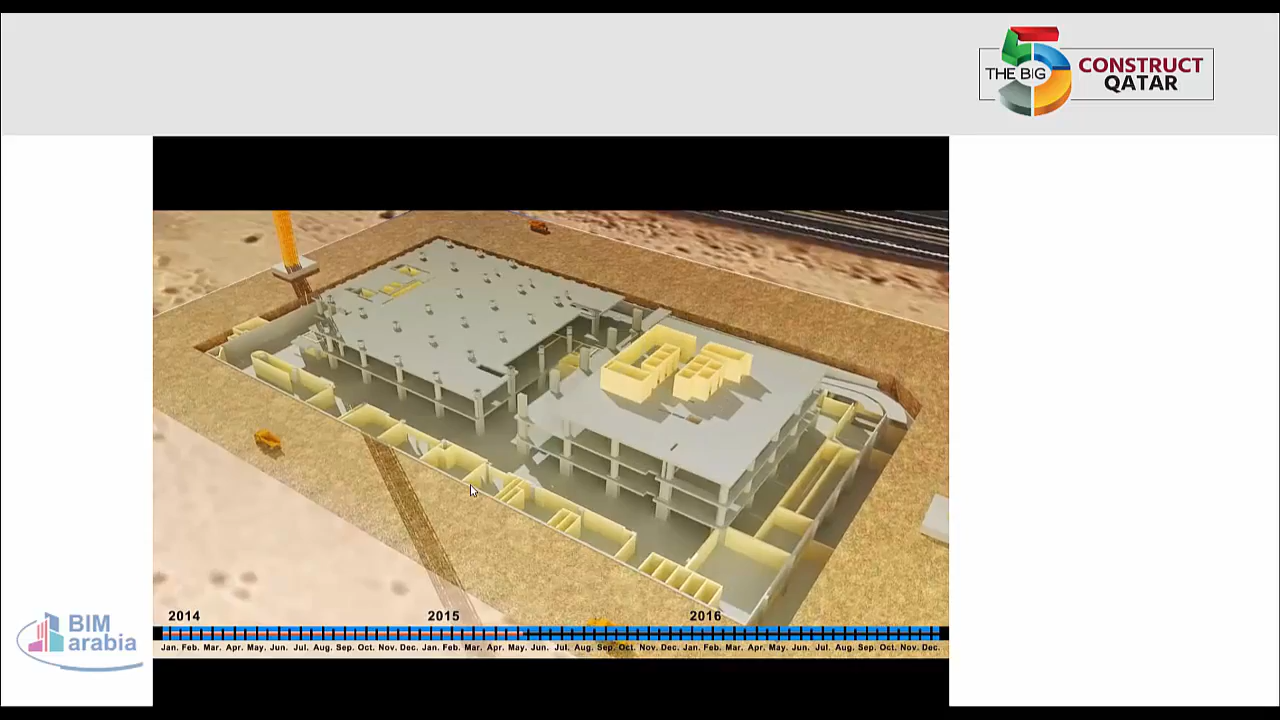 5
THE BIG
CONSTRUCT
QATAR
2014 2015 2016
Jan. Feb. Mar. Apr. May. Jun. Jul. Aug. Sep. Oct. Nov. Dec. Jan. Feb. Mar. Apr. May. Jun. Jul. Aug. Sep. Oct. Nov. Dec. Jan. Feb. Mar. Apr. May. Jun. Jul. Aug. Sep. Oct. Nov. Dec.
BIM
arabia